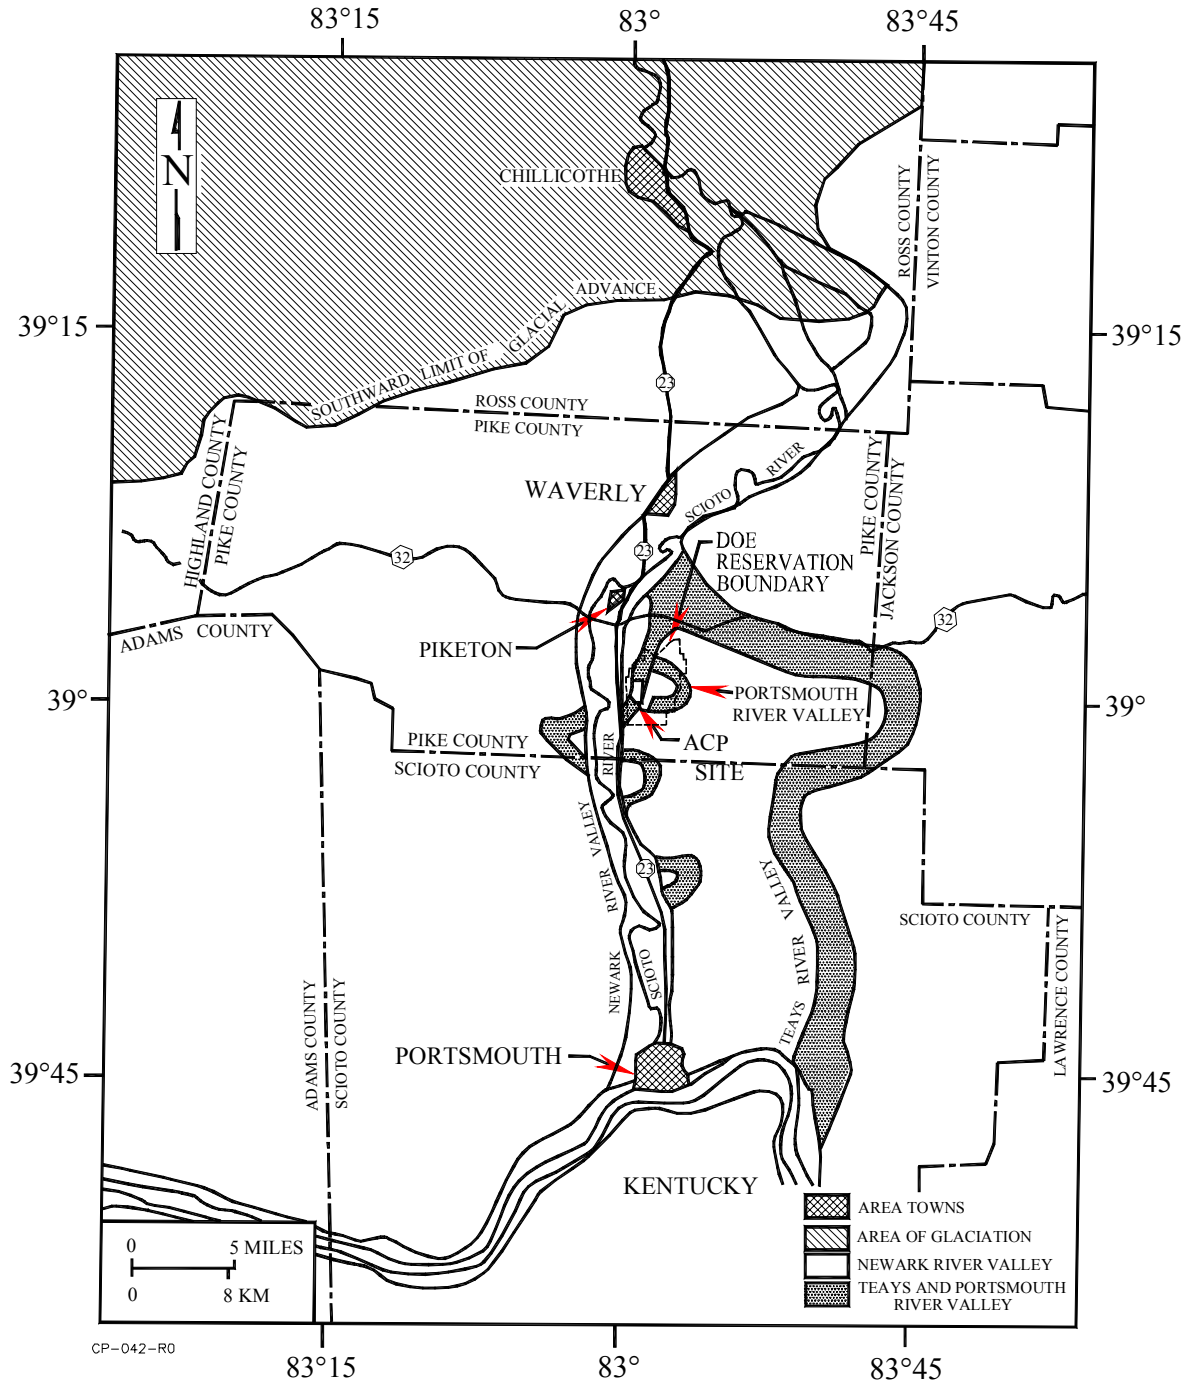 83°15
83°
83°45
N
CHILLICOTHE
ROSS COUNTY
VINTON COUNTY
39°15
39°15
SOUTHWARD LIMIT OF GLACIAL ADVANCE
23
ROSS COUNTY
PIKE COUNTY
HIGHLAND COUNTY
PIKE COUNTY
WAVERLY
SCIOTO RIVER
PIKE COUNTY
JACKSON COUNTY
32
23
DOE
RESERVATION
BOUNDARY
32
ADAMS COUNTY
PIKETON
39°
39°
PORTSMOUTH
RIVER VALLEY
ACP
SITE
PIKE COUNTY
SCIOTO COUNTY
RIVER
NEWARK RIVER VALLEY
23
TEAYS RIVER VALLEY
SCIOTO COUNTY
LAWRENCE COUNTY
SCIOTO
ADAMS COUNTY
SCIOTO COUNTY
PORTSMOUTH
39°45
39°45
KENTUCKY
AREA TOWNS
AREA OF GLACIATION
NEWARK RIVER VALLEY
TEAYS AND PORTSMOUTH
RIVER VALLEY
0 5 MILES
0 8 KM
CP-042-R0
83°15
83°
83°45